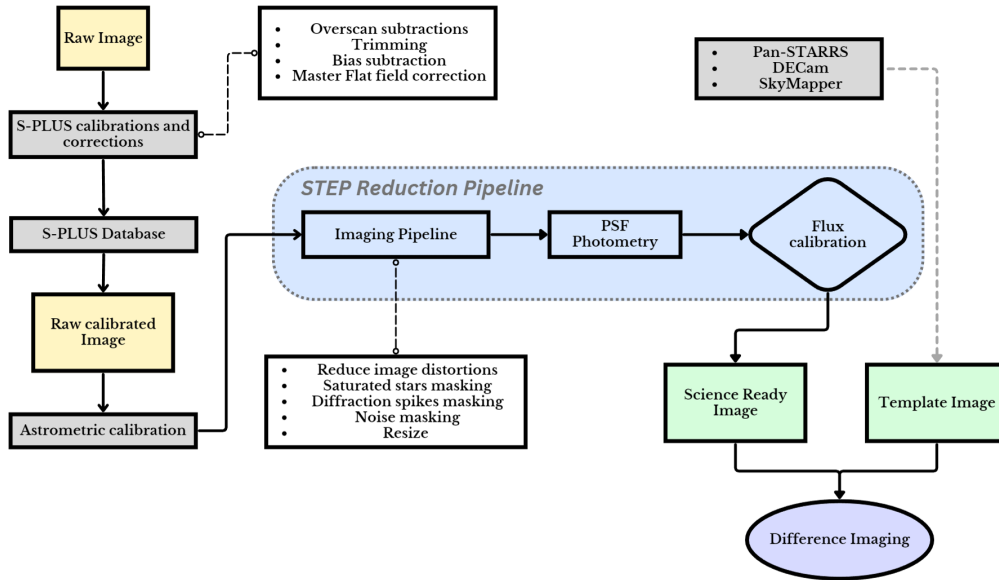 Raw Image
Overscan subtractions
Trimming
Bias subtraction
Master Flat field correction
Pan-STARRS
DECam
SkyMapper
S-PLUS calibrations and
corrections
STEP Reduction Pipeline
S-PLUS Database
Imaging Pipeline
PSF
Photometry
Flux
calibration
Raw calibrated
Image
Reduce image distortions
Saturated stars masking
Diffraction spikes masking
Noise masking
Resize
Astrometric calibration
Science Ready
Image
Template Image
Difference Imaging